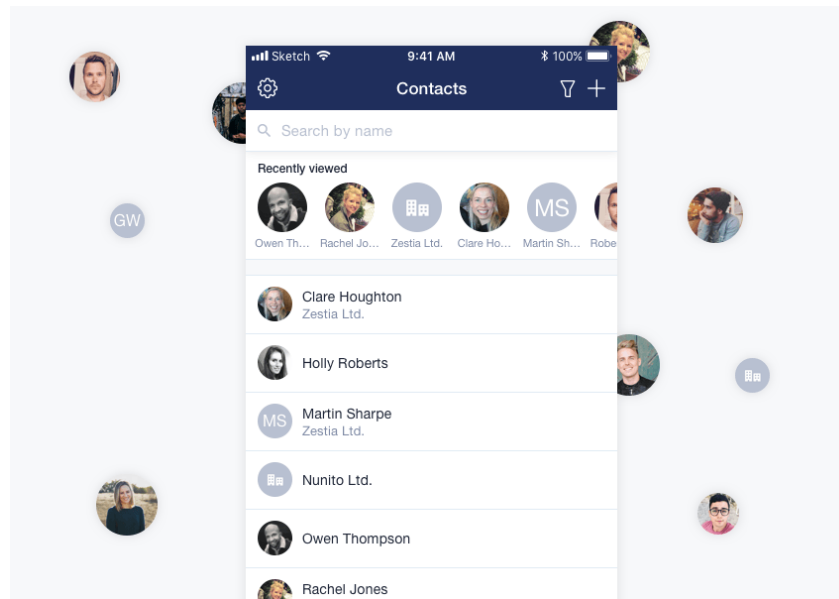 Sketch 9:41 AM 100%
Contacts
Search by name
Recently viewed
Owen Th... Rachel Jo... Zestia Ltd. Clare Ho... Martin Sh... Robe
MS
GW
Clare Houghton
Zestia Ltd.
Holly Roberts
MS
Martin Sharpe
Zestia Ltd.
Nunito Ltd.
Owen Thompson
Rachel Jones